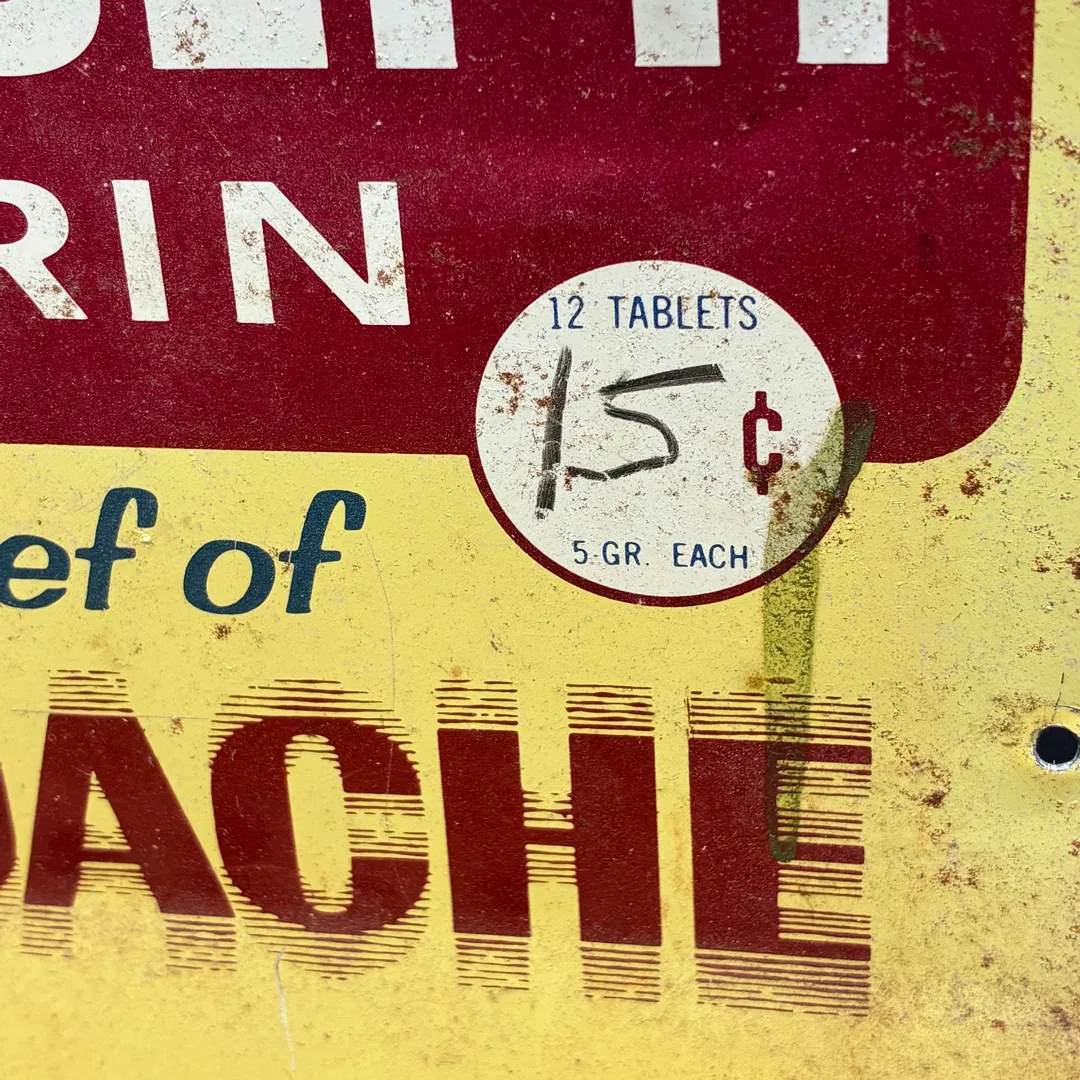 RIN
12 TABLETS
15 ¢
5 GR. EACH
ef of
ACHE